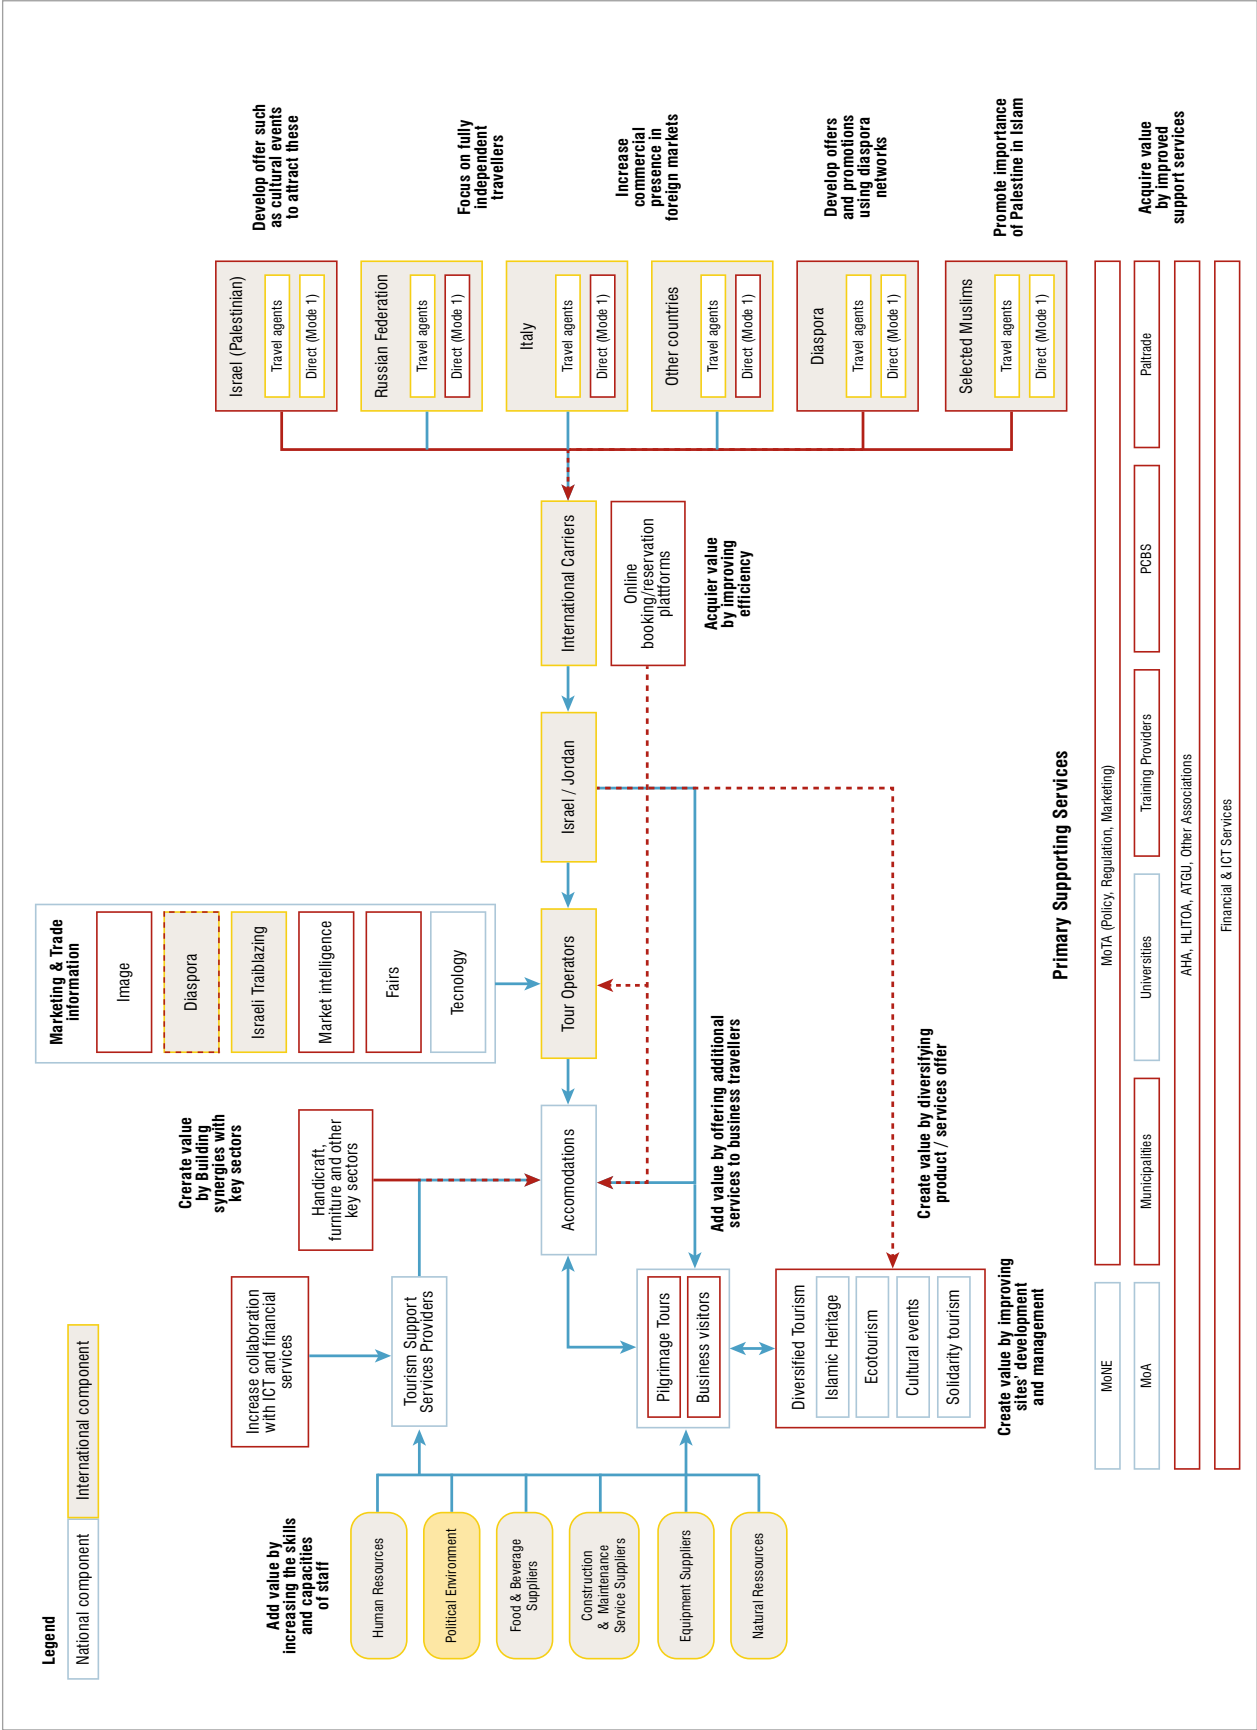 Legend
National component
International component
Add value by
increasing the skills
and capacities
of staff
Human Resources
Political Environment
Food & Beverage
Suppliers
Construction
& Maintenance
Service Suppliers
Equipment Suppliers
Natural Ressources
Increase collaboration
with ICT and financial
services
Tourism Support
Services Providers
Crerate value
by Building
synergies with
key sectors
Handicraft,
furniture and other
key sectors
Marketing & Trade
information
Image
Diaspora
Israeli Traiblazing
Market intelligence
Fairs
Tecnology
Accomodations
Tour Operators
Israel / Jordan
International Carriers
Online
booking/reservation
plattforms
Acquier value
by improving
efficiency
Pilgrimage Tours
Business visitors
Add value by offering additional
services to business travellers
Diversified Tourism
Islamic Heritage
Ecotourism
Cultural events
Solidarity tourism
Create value by diversifying
product / services offer
Create value by improving
sites' development
and management
Israel (Palestinian)
Travel agents
Direct (Mode 1)
Develop offer such
as cultural events
to attract these
Russian Federation
Travel agents
Direct (Mode 1)
Focus on fully
independent
travellers
Italy
Travel agents
Direct (Mode 1)
Increase
commercial
presence in
foreign markets
Other countries
Travel agents
Direct (Mode 1)
Diaspora
Travel agents
Direct (Mode 1)
Develop offers
and promotions
using diaspora
networks
Selected Muslims
Travel agents
Direct (Mode 1)
Promote importance
of Palestine in Islam
Primary Supporting Services
MoNE
MoTA (Policy, Regulation, Marketing)
MoA
Municipalities
Universities
Training Providers
PCBS
Paltrade
AHA, HLITOA, ATGU, Other Associations
Financial & ICT Services
Acquire value
by improved
support services